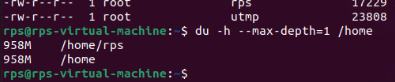 -rw-r--r-- 1 root rps 17229
-rw-r--r-- 1 root utmp 23808
rps@rps-virtual-machine:~$ du -h --max-depth=1 /home
958M /home/rps
958M /home
rps@rps-virtual-machine:~$